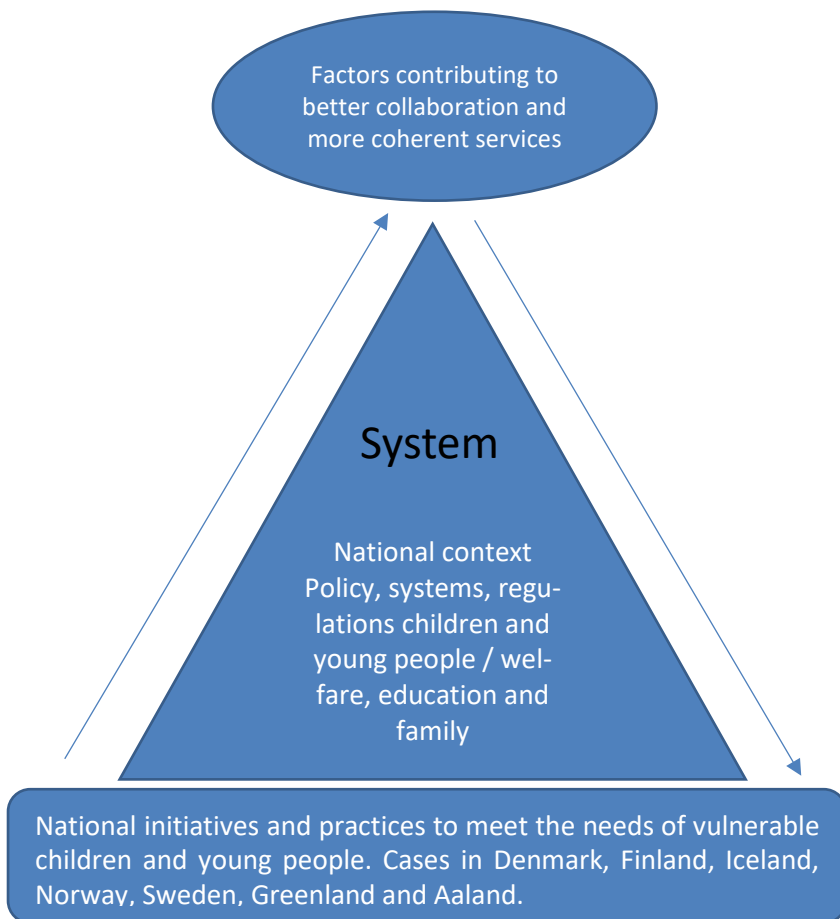 Factors contributing to
better collaboration and
more coherent services
System
National context
Policy, systems, regu-
lations children and
young people / wel-
fare, education and
family
National initiatives and practices to meet the needs of vulnerable
children and young people. Cases in Denmark, Finland, Iceland,
Norway, Sweden, Greenland and Aaland.